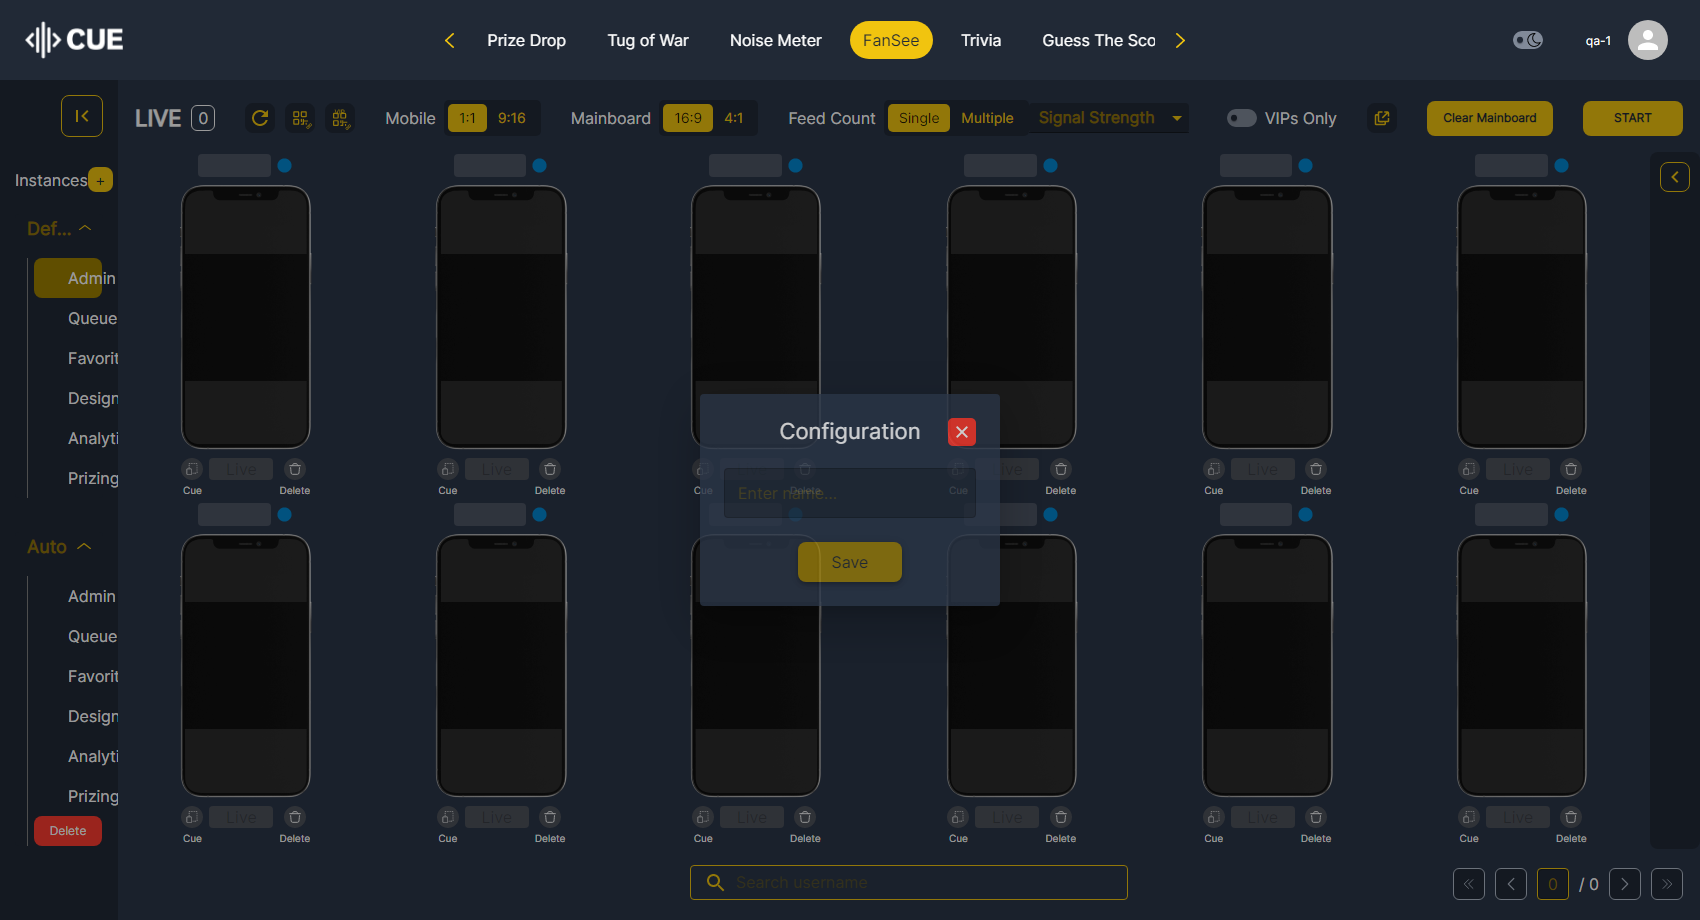 CUE
Prize Drop
Tug of War
Noise Meter
FanSee
Trivia
Guess The Sco
qa-1
Instances +
LIVE 0
Mobile 1:1 9:16
Mainboard 16:9 4:1
Feed Count Single Multiple
Signal Strength
VIPs Only
Clear Mainboard
START
Def...
Admin
Queue
Favorit
Design
Analyti
Prizing
Auto
Admin
Queue
Favorit
Design
Analyti
Prizing
Delete
Live
Cue Delete
Live
Cue Delete
Cue Delete
Live
Cue Delete
Live
Cue Delete
Live
Cue Delete
Configuration
Enter name...
Save
Live
Cue Delete
Live
Cue Delete
Live
Cue Delete
Live
Cue Delete
Live
Cue Delete
Live
Cue Delete
Search username
0 / 0